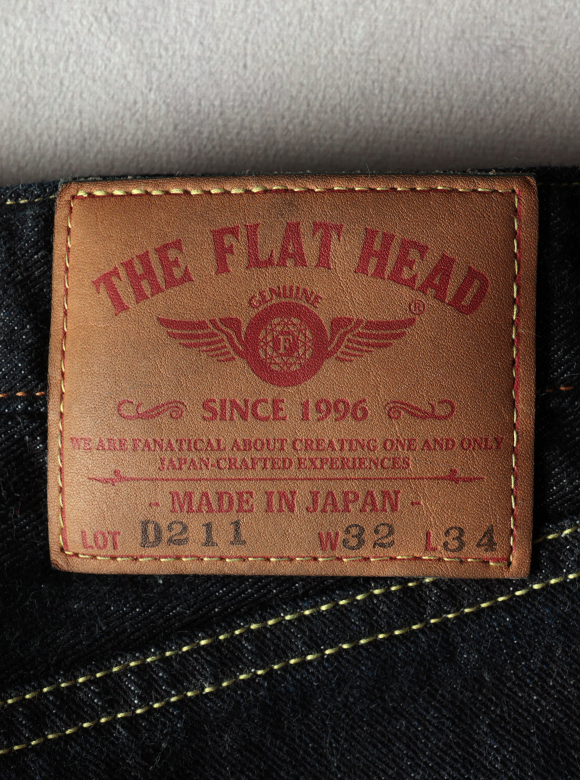 THE FLAT HEAD
GENUINE
®
F
SINCE 1996
WE ARE FANATICAL ABOUT CREATING ONE AND ONLY
JAPAN-CRAFTED EXPERIENCES
- MADE IN JAPAN -
LOT D211 W32 L34